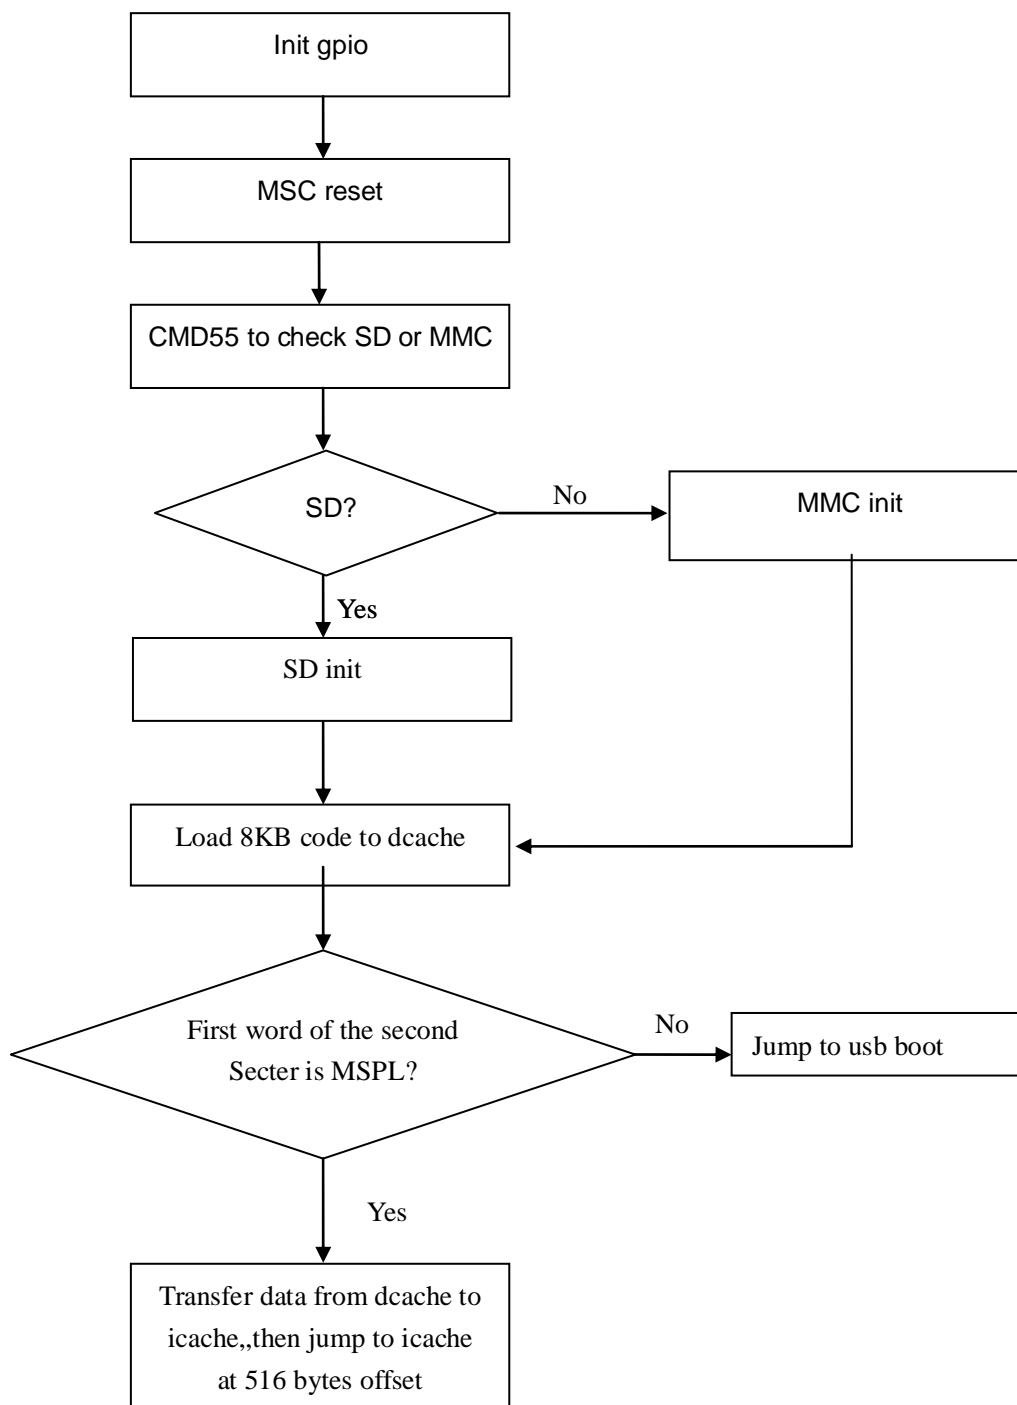 Init gpio
MSC reset
CMD55 to check SD or MMC
SD?
No
MMC init
Yes
SD init
Load 8KB code to dcache
First word of the second
Secter is MSPL?
No
Jump to usb boot
Yes
Transfer data from dcache to
icache,,then jump to icache
at 516 bytes offset